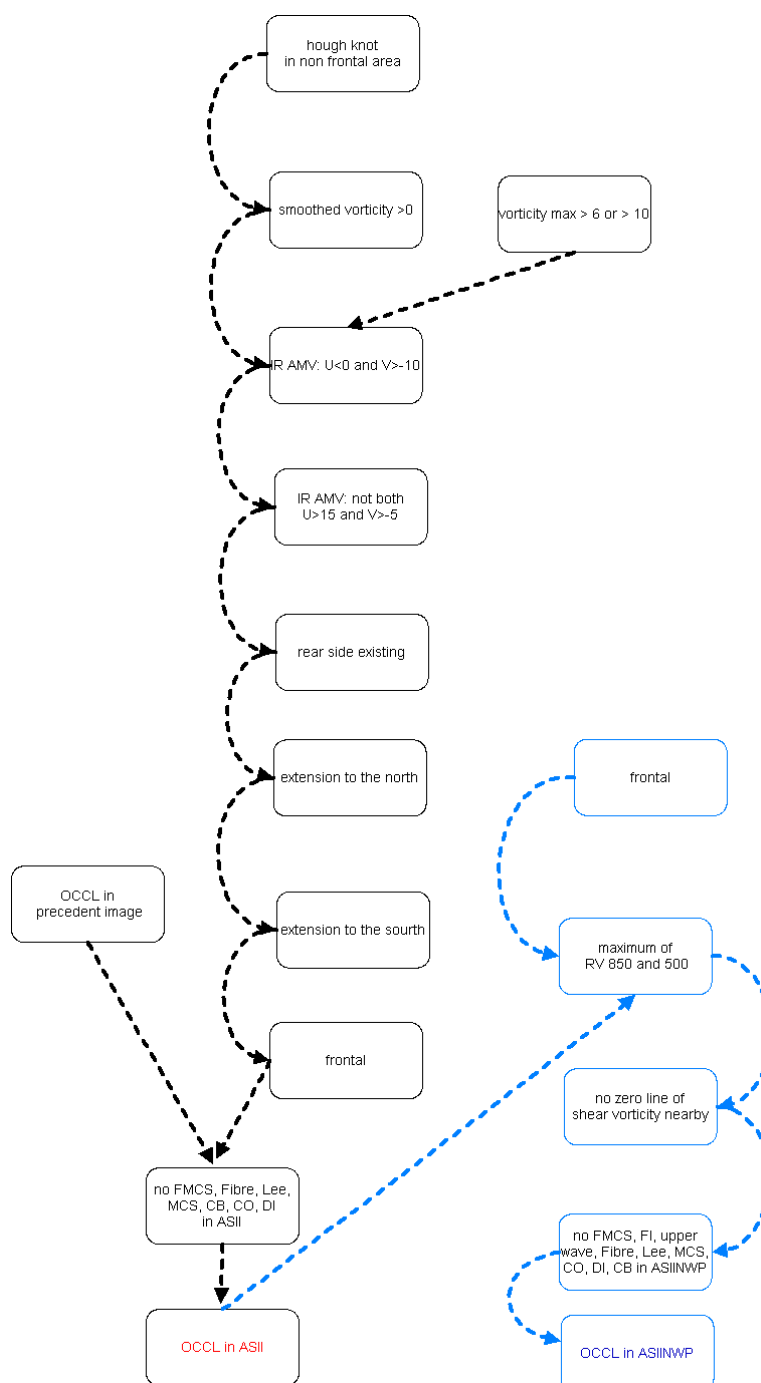 hough knot
in non frontal area
smoothed vorticity >0
vorticity max > 6 or > 10
IR AMV: U<0 and V>-10
IR AMV: not both
U>15 and V>-5
rear side existing
extension to the north
frontal
OCCL in
precedent image
extension to the sourth
maximum of
RV 850 and 500
frontal
no zero line of
shear vorticity nearby
no FMCS, Fibre, Lee,
MCS, CB, CO, DI
in ASII
no FMCS, FI, upper
wave, Fibre, Lee, MCS,
CO, DI, CB in ASIINWP
OCCL in ASII
OCCL in ASIINWP